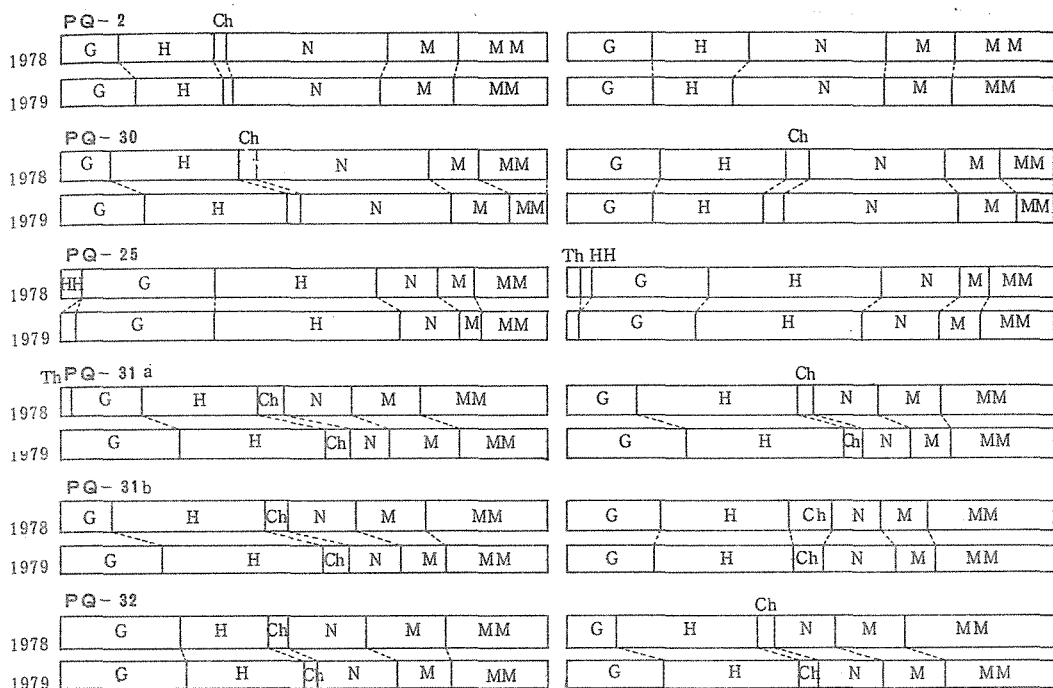 PQ-2 Ch
1978 G H N M MM G H N M MM
1979 G H N M MM G H N M MM
PQ-30 Ch Ch
1978 G H N M MM G H N M MM
1979 G H N M MM G H N M MM
PQ-25 Th HH
1978 HH G H N M MM G H N M MM
1979 G H N M MM G H N M MM
Th PQ-31a Ch
1978 G H Ch N M MM G H N M MM
1979 G H Ch N M MM G H Ch N M MM
PQ-31b
1978 G H Ch N M MM G H Ch N M MM
1979 G H Ch N M MM G H Ch N M MM
PQ-32 Ch
1978 G H Ch N M MM G H N M MM
1979 G H Ch N M MM G H Ch N M MM